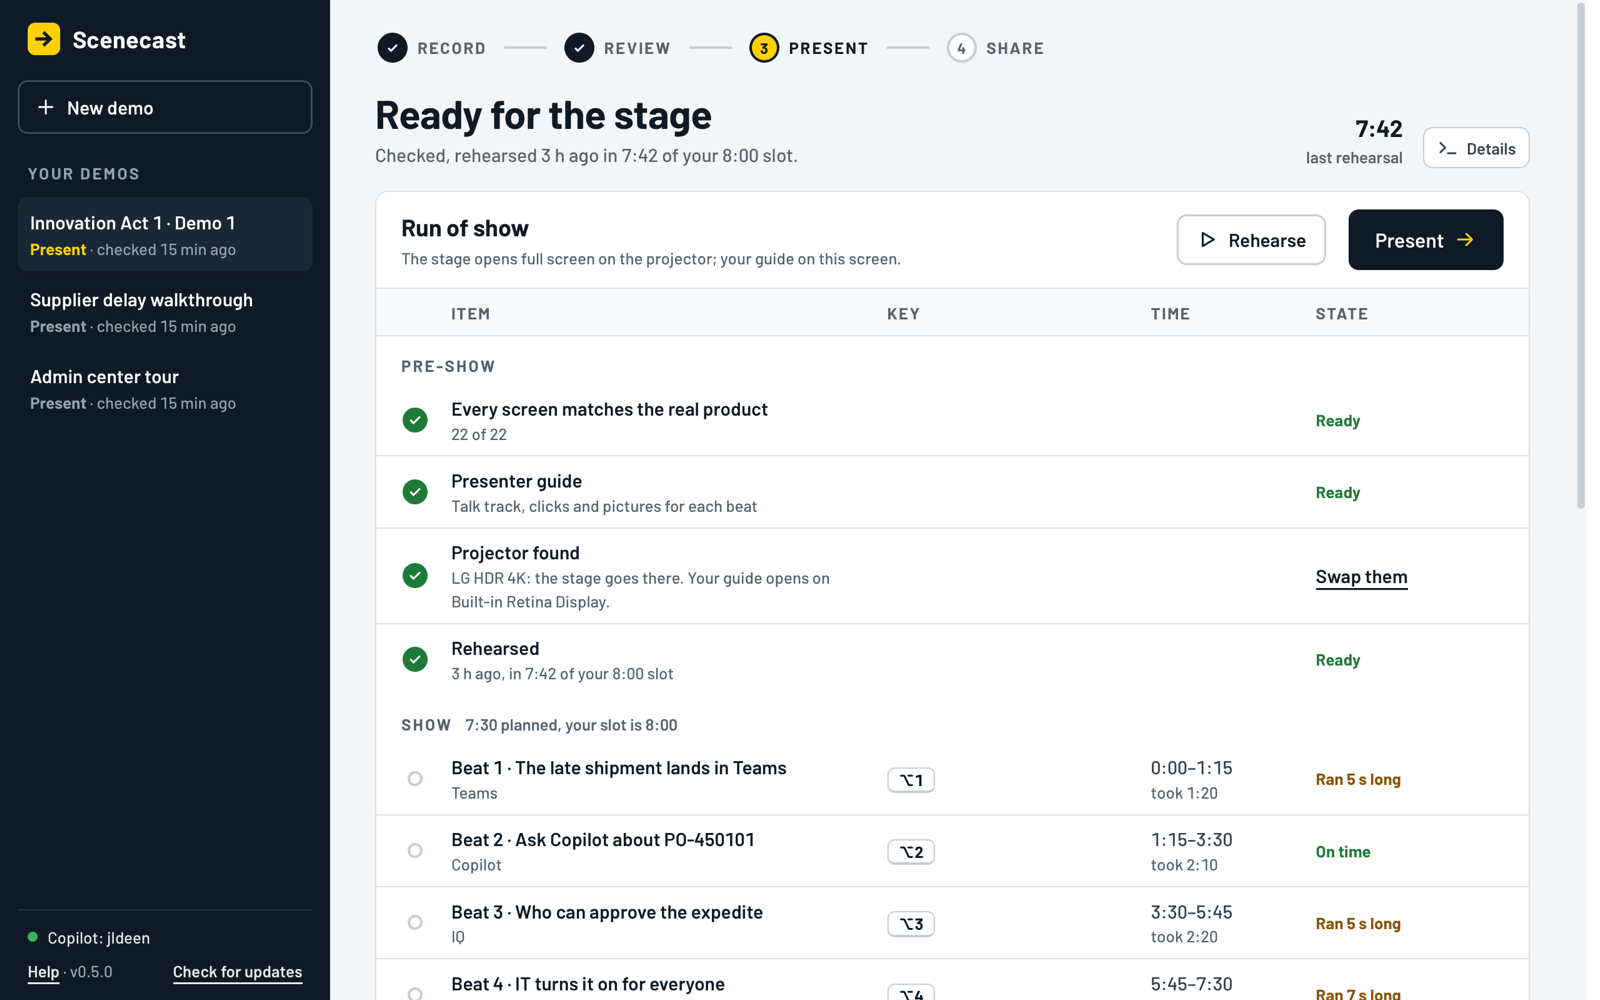 Scenecast
New demo
YOUR DEMOS
Innovation Act 1 · Demo 1
Present · checked 15 min ago
Supplier delay walkthrough
Present · checked 15 min ago
Admin center tour
Present · checked 15 min ago
Copilot: jldeen
Help · v0.5.0 Check for updates
RECORD REVIEW 3 PRESENT 4 SHARE
Ready for the stage
Checked, rehearsed 3 h ago in 7:42 of your 8:00 slot.
7:42
last rehearsal
Details
Run of show
The stage opens full screen on the projector; your guide on this screen.
Rehearse
Present
ITEM KEY TIME STATE
PRE-SHOW
Every screen matches the real product
22 of 22
Ready
Presenter guide
Talk track, clicks and pictures for each beat
Ready
Projector found
LG HDR 4K: the stage goes there. Your guide opens on
Built-in Retina Display.
Swap them
Rehearsed
3 h ago, in 7:42 of your 8:00 slot
Ready
SHOW 7:30 planned, your slot is 8:00
Beat 1 · The late shipment lands in Teams
Teams
⌥1
0:00–1:15
took 1:20
Ran 5 s long
Beat 2 · Ask Copilot about PO-450101
Copilot
⌥2
1:15–3:30
took 2:10
On time
Beat 3 · Who can approve the expedite
IQ
⌥3
3:30–5:45
took 2:20
Ran 5 s long
Beat 4 · IT turns it on for everyone
⌥4
5:45–7:30
Ran 7 s long